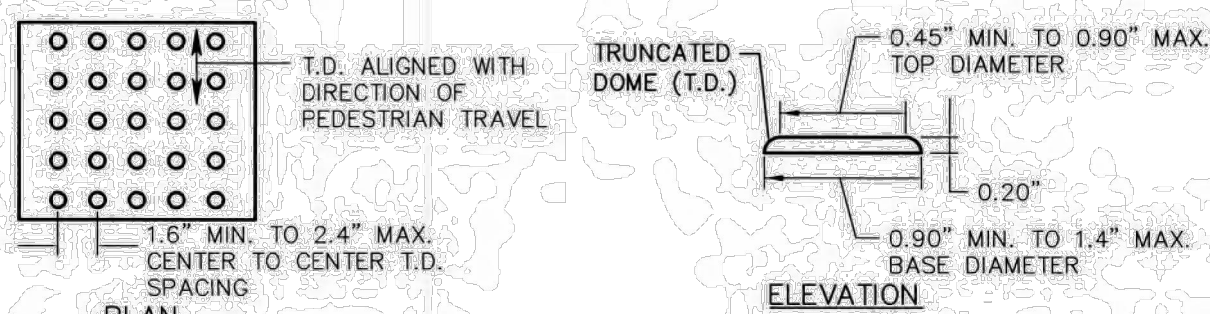 T.D. ALIGNED WITH
DIRECTION OF
PEDESTRIAN TRAVEL
1.6" MIN. TO 2.4" MAX.
CENTER TO CENTER T.D.
SPACING
PLAN
TRUNCATED
DOME (T.D.)
0.45" MIN. TO 0.90" MAX.
TOP DIAMETER
0.20"
0.90" MIN. TO 1.4" MAX.
BASE DIAMETER
ELEVATION